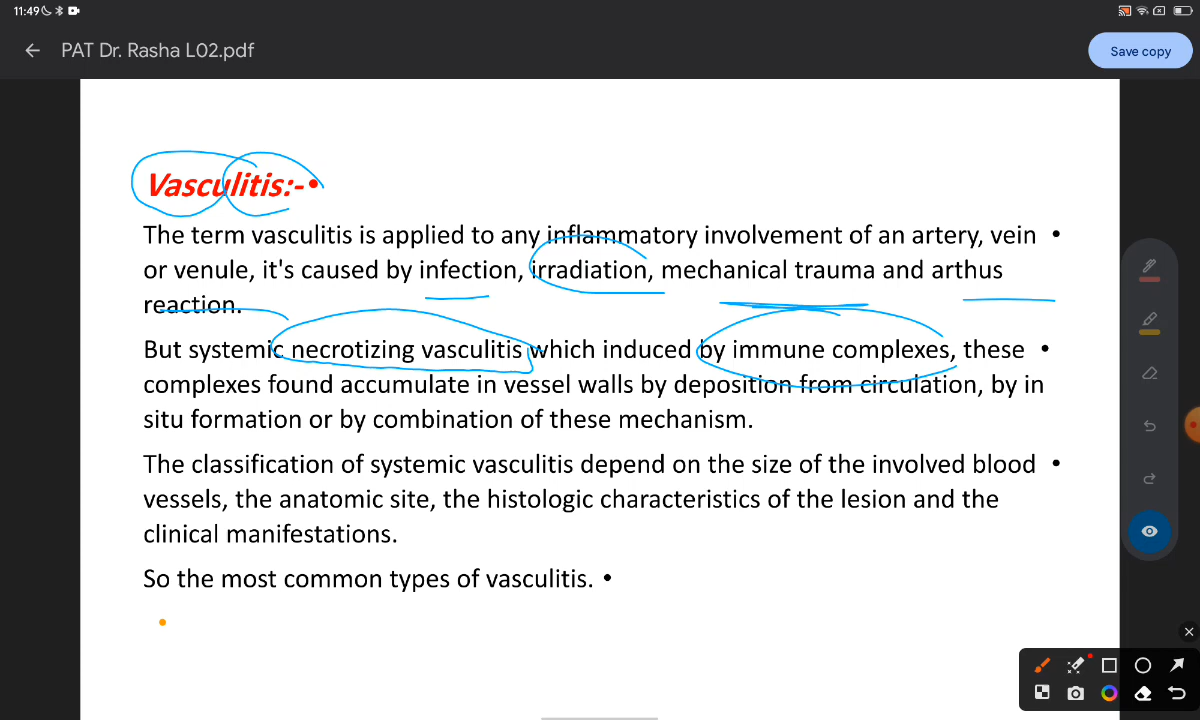 11:49
PAT Dr. Rasha L02.pdf
Save copy
Vasculitis:-•
The term vasculitis is applied to any inflammatory involvement of an artery, vein •
or venule, it's caused by infection, irradiation, mechanical trauma and arthus
reaction.
But systemic necrotizing vasculitis which induced by immune complexes, these •
complexes found accumulate in vessel walls by deposition from circulation, by in
situ formation or by combination of these mechanism.
The classification of systemic vasculitis depend on the size of the involved blood •
vessels, the anatomic site, the histologic characteristics of the lesion and the
clinical manifestations.
So the most common types of vasculitis. •